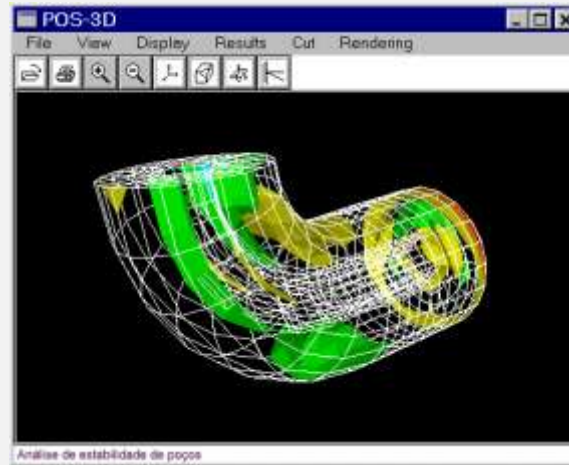 POS-3D
File View Display Results Cut Rendering
Análise de estabilidade de poços